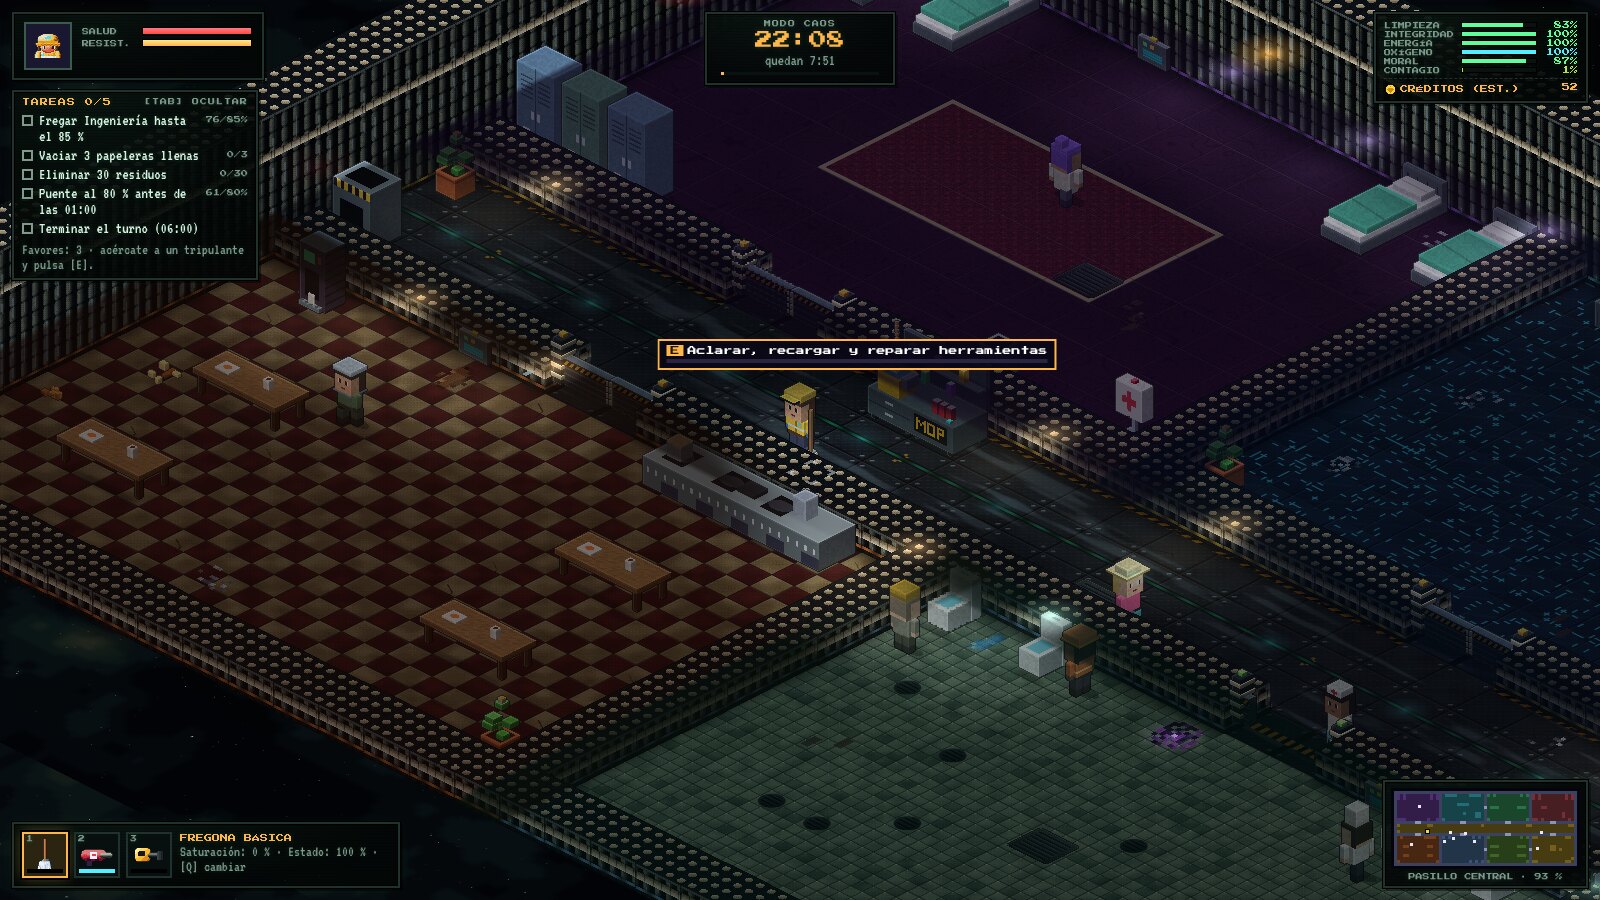 SALUD
RESIST.
TAREAS 0/5 [TAB] OCULTAR
Fregar Ingeniería hasta 76/85%
el 85 %
Vaciar 3 papeleras llenas 0/3
Eliminar 30 residuos 0/30
Puente al 80 % antes de 61/80%
las 01:00
Terminar el turno (06:00)
Favores: 3 · acércate a un tripulante
y pulsa [E].
MODO CAOS
22:08
quedan 7:51
LIMPIEZA 83%
INTEGRIDAD 100%
ENERGíA 100%
OXíGENO 100%
MORAL 87%
CONTAGIO 1%
CRéDITOS (EST.) 52
E Aclarar, recargar y reparar herramientas
MOP
1 2 3
FREGONA BáSICA
Saturación: 0 % · Estado: 100 % ·
[Q] cambiar
PASILLO CENTRAL · 93 %